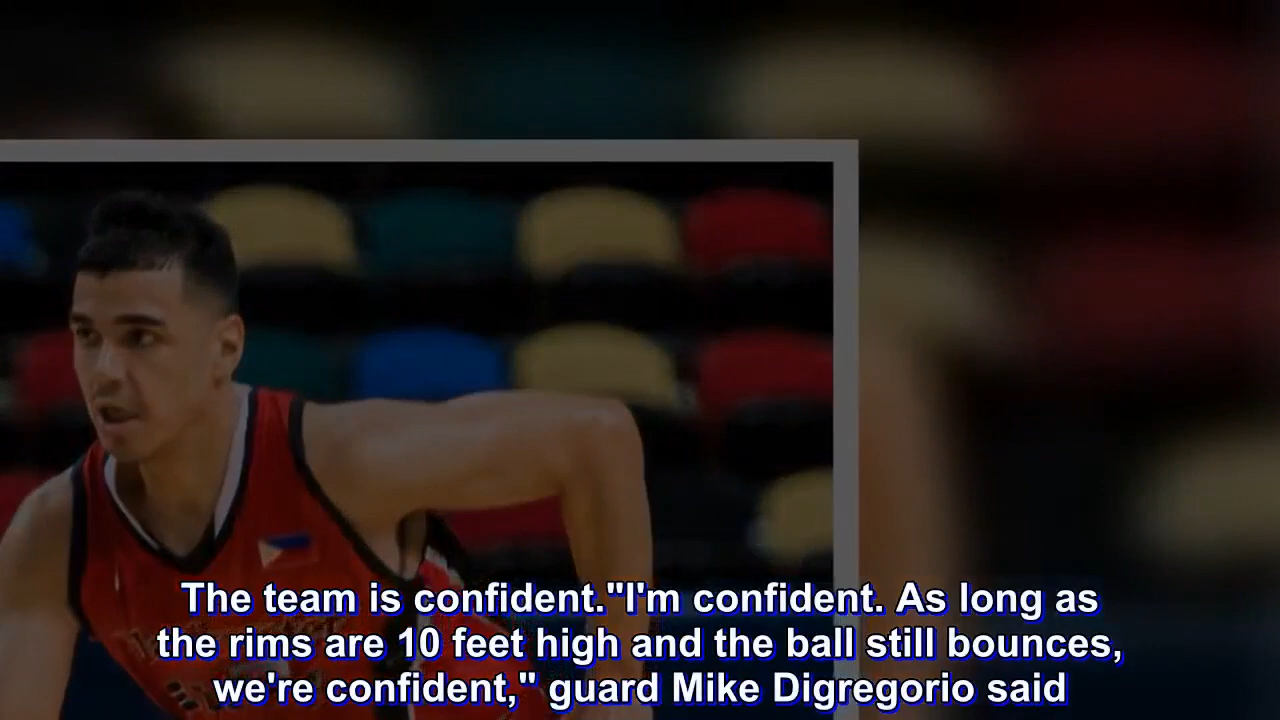 The team is confident."I'm confident. As long as
the rims are 10 feet high and the ball still bounces,
we're confident," guard Mike Digregorio said